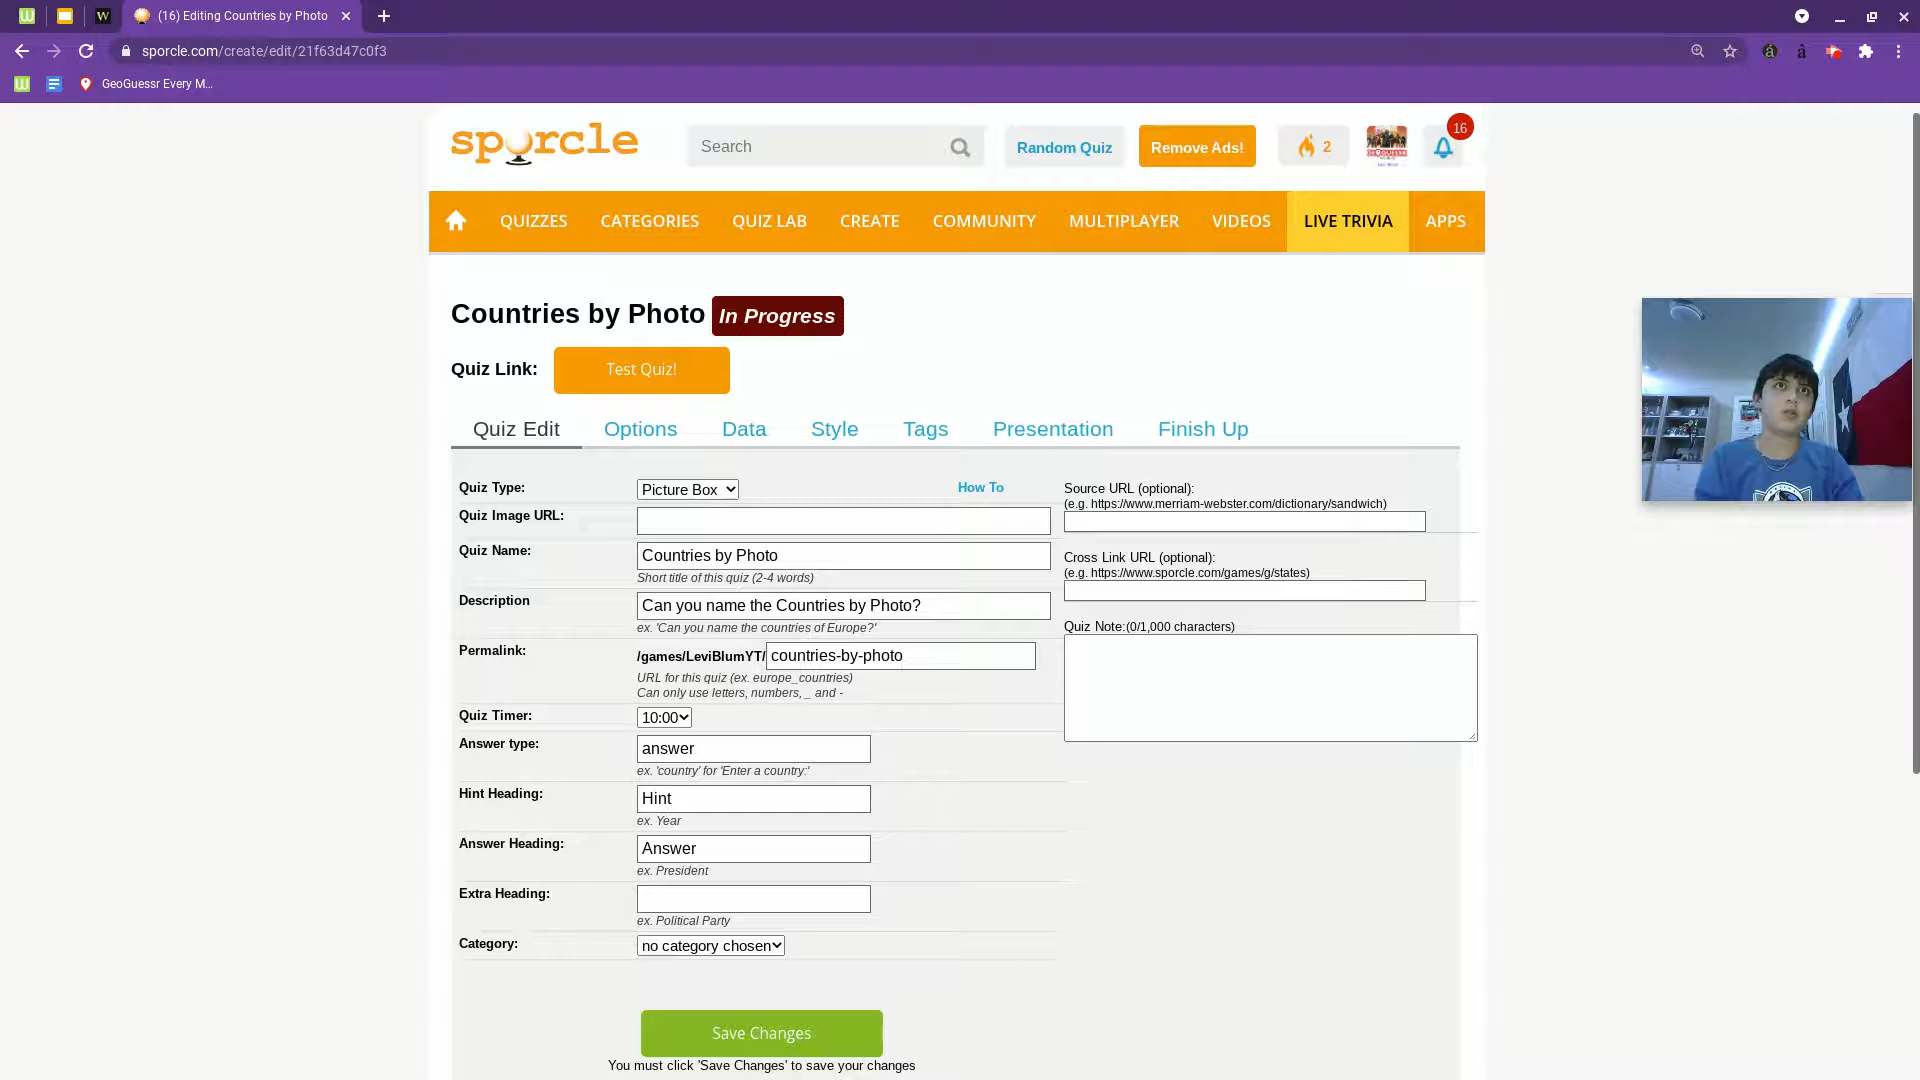 (16) Editing Countries by Photo
sporcle.com/create/edit/21f63d47c0f3
GeoGuessr Every M...
sporcle
Search
Random Quiz
Remove Ads!
2
16
QUIZZES
CATEGORIES
QUIZ LAB
CREATE
COMMUNITY
MULTIPLAYER
VIDEOS
LIVE TRIVIA
APPS
Countries by Photo In Progress
Quiz Link: Test Quiz!
Quiz Edit
Options
Data
Style
Tags
Presentation
Finish Up
Quiz Type: Picture Box How To
Quiz Image URL:
Quiz Name: Countries by Photo
Short title of this quiz (2-4 words)
Description Can you name the Countries by Photo?
ex. 'Can you name the countries of Europe?'
Permalink: /games/LeviBlumYT/ countries-by-photo
URL for this quiz (ex. europe_countries)
Can only use letters, numbers, _ and -
Quiz Timer: 10:00
Answer type: answer
ex. 'country' for 'Enter a country:'
Hint Heading: Hint
ex. Year
Answer Heading: Answer
ex. President
Extra Heading:
ex. Political Party
Category: no category chosen
Source URL (optional):
(e.g. https://www.merriam-webster.com/dictionary/sandwich)
Cross Link URL (optional):
(e.g. https://www.sporcle.com/games/g/states)
Quiz Note:(0/1,000 characters)
Save Changes
You must click 'Save Changes' to save your changes